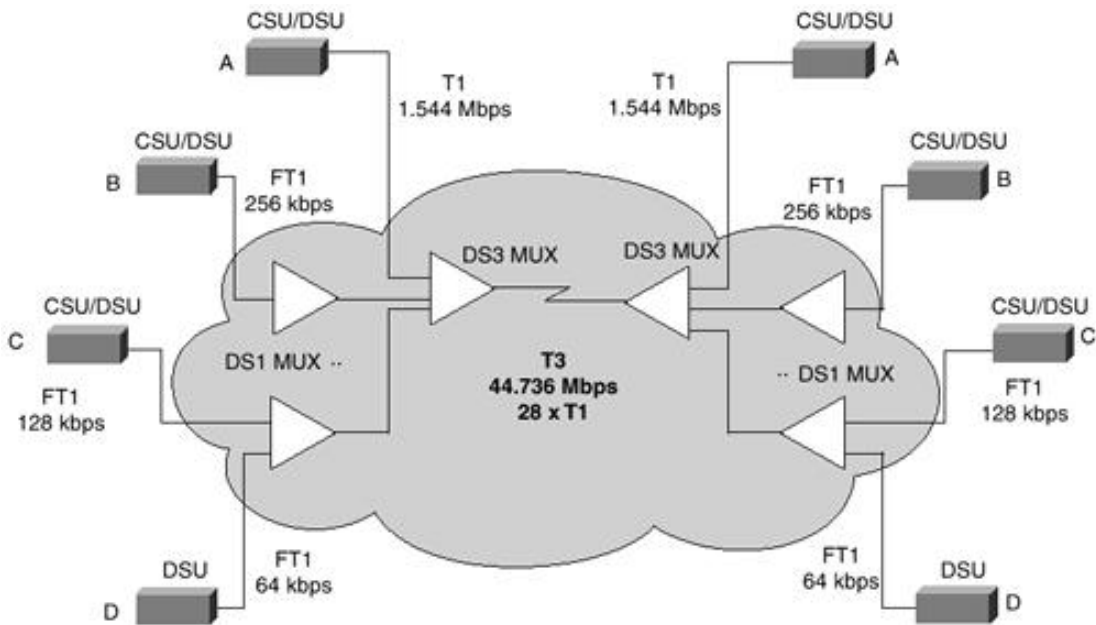 CSU/DSU
CSU/DSU
A
A
T1
1.544 Mbps
T1
1.544 Mbps
CSU/DSU
CSU/DSU
B
B
FT1
256 kbps
FT1
256 kbps
DS3 MUX
DS3 MUX
CSU/DSU
CSU/DSU
C
C
DS1 MUX ··
·· DS1 MUX
T3
44.736 Mbps
28 x T1
FT1
128 kbps
FT1
128 kbps
FT1
64 kbps
FT1
64 kbps
DSU
DSU
D
D